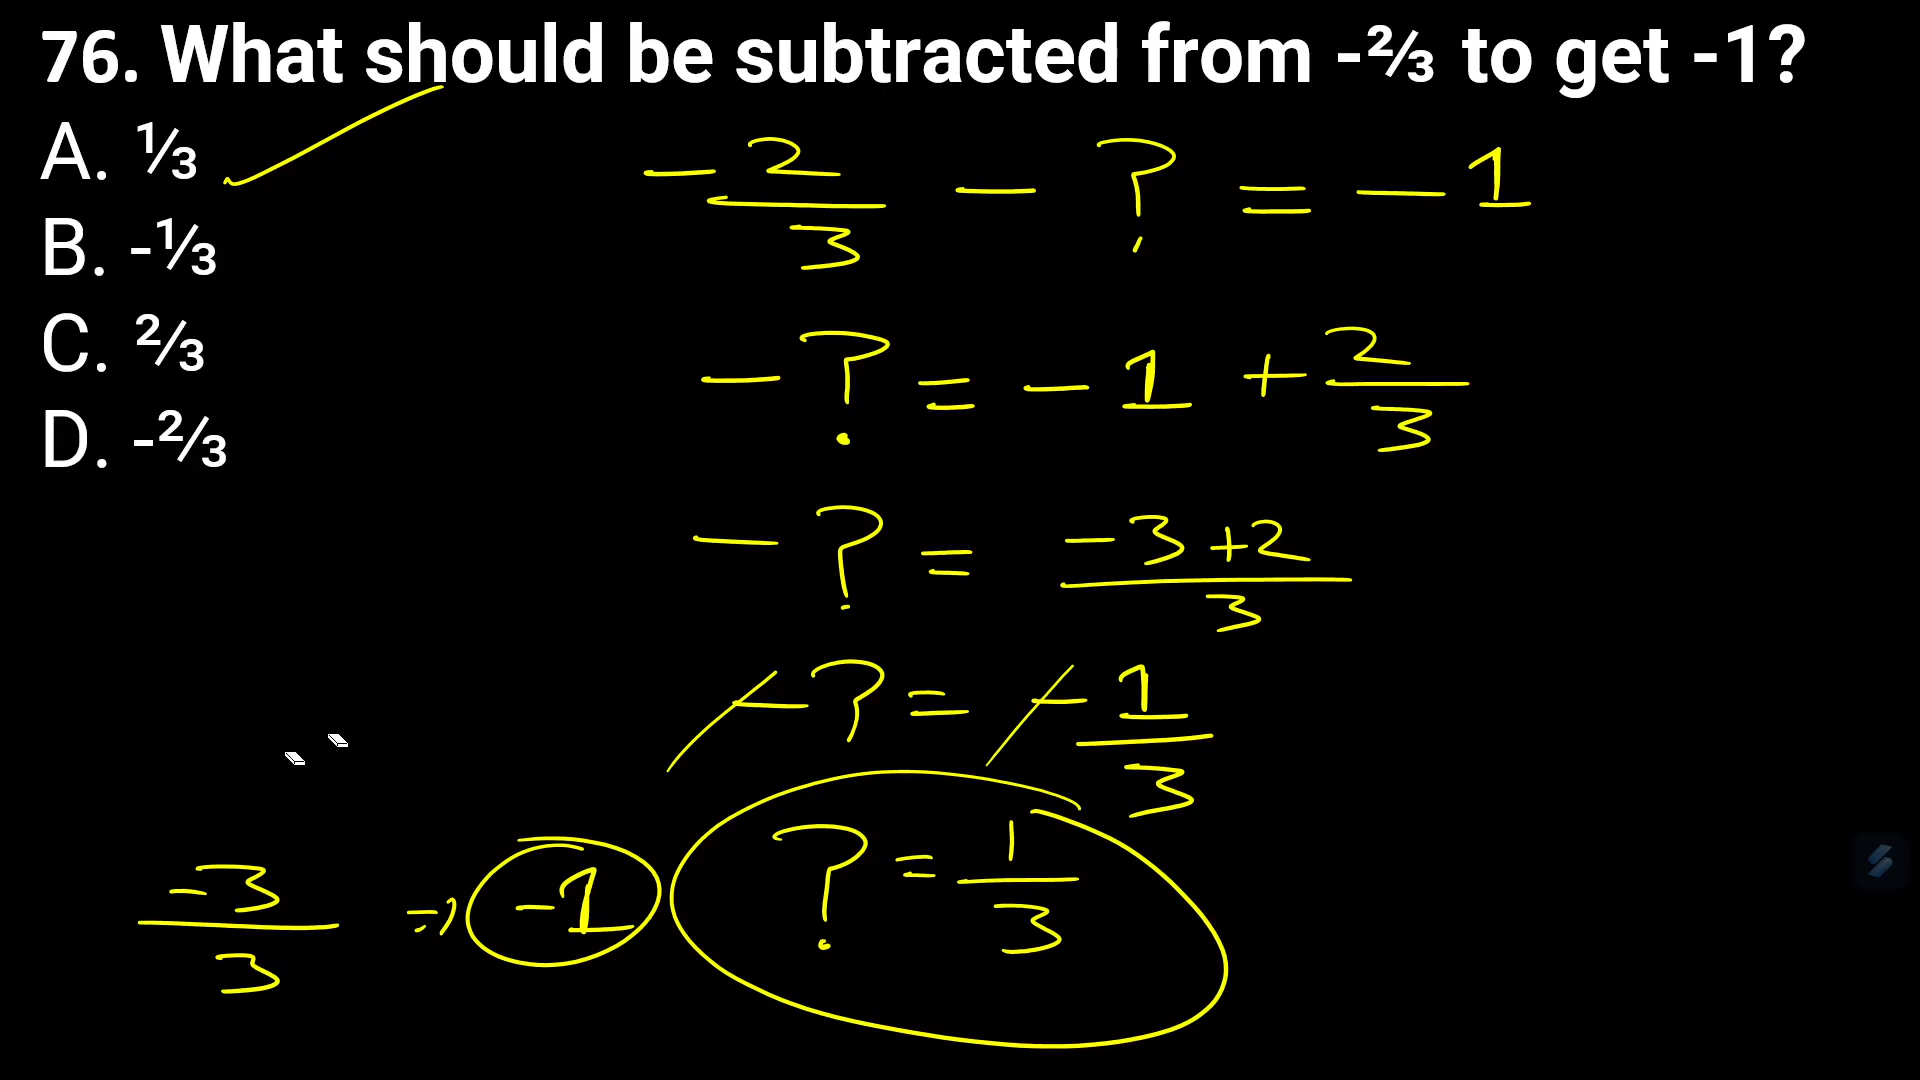 76. What should be subtracted from -⅔ to get -1?
A. ⅓
B. -⅓
C. ⅔
D. -⅔
- 2/3 - ? = - 1
- ? = - 1 + 2/3
- ? = (- 3 + 2)/3
- ? = - 1/3
? = 1/3
-3/3 ⇒ -1